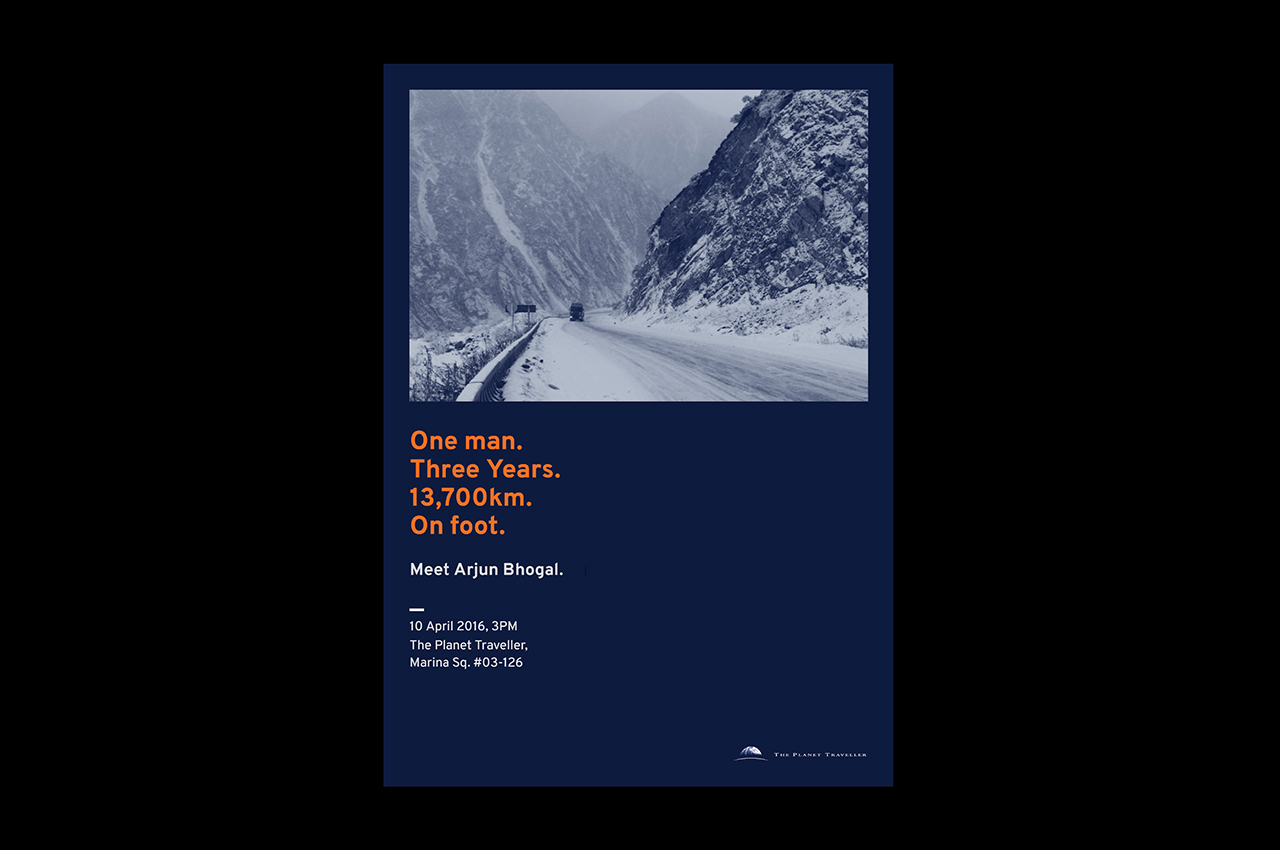 One man.
Three Years.
13,700km.
On foot.
Meet Arjun Bhogal.
10 April 2016, 3PM
The Planet Traveller,
Marina Sq. #03-126
The Planet Traveller